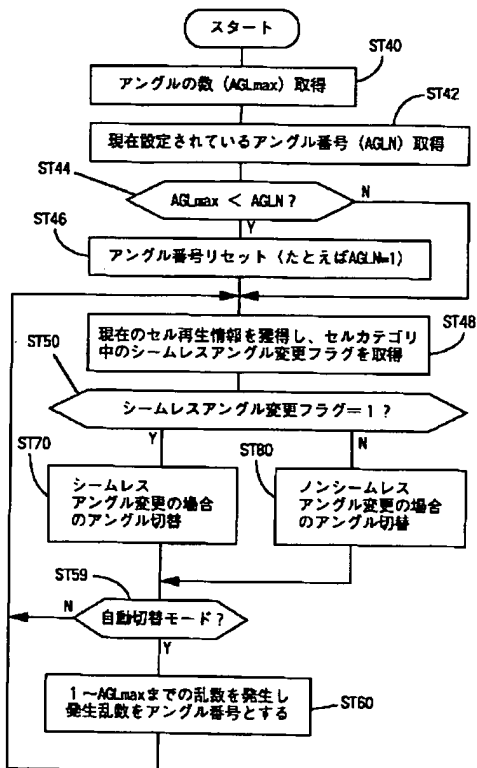 スタート
ST40
アングルの数（AGLmax）取得
ST42
現在設定されているアングル番号（AGLN）取得
ST44
AGLmax ＜ AGLN？
N
Y
ST46
アングル番号リセット（たとえばAGLN=1）
現在のセル再生情報を獲得し、セルカテゴリ
中のシームレスアングル変更フラグを取得
ST48
ST50
シームレスアングル変更フラグ＝１？
Y
N
ST70
シームレス
アングル変更の場合
のアングル切替
ST80
ノンシームレス
アングル変更の場合
のアングル切替
ST59
N
自動切替モード？
Y
１～AGLmaxまでの乱数を発生し
発生乱数をアングル番号とする
ST60